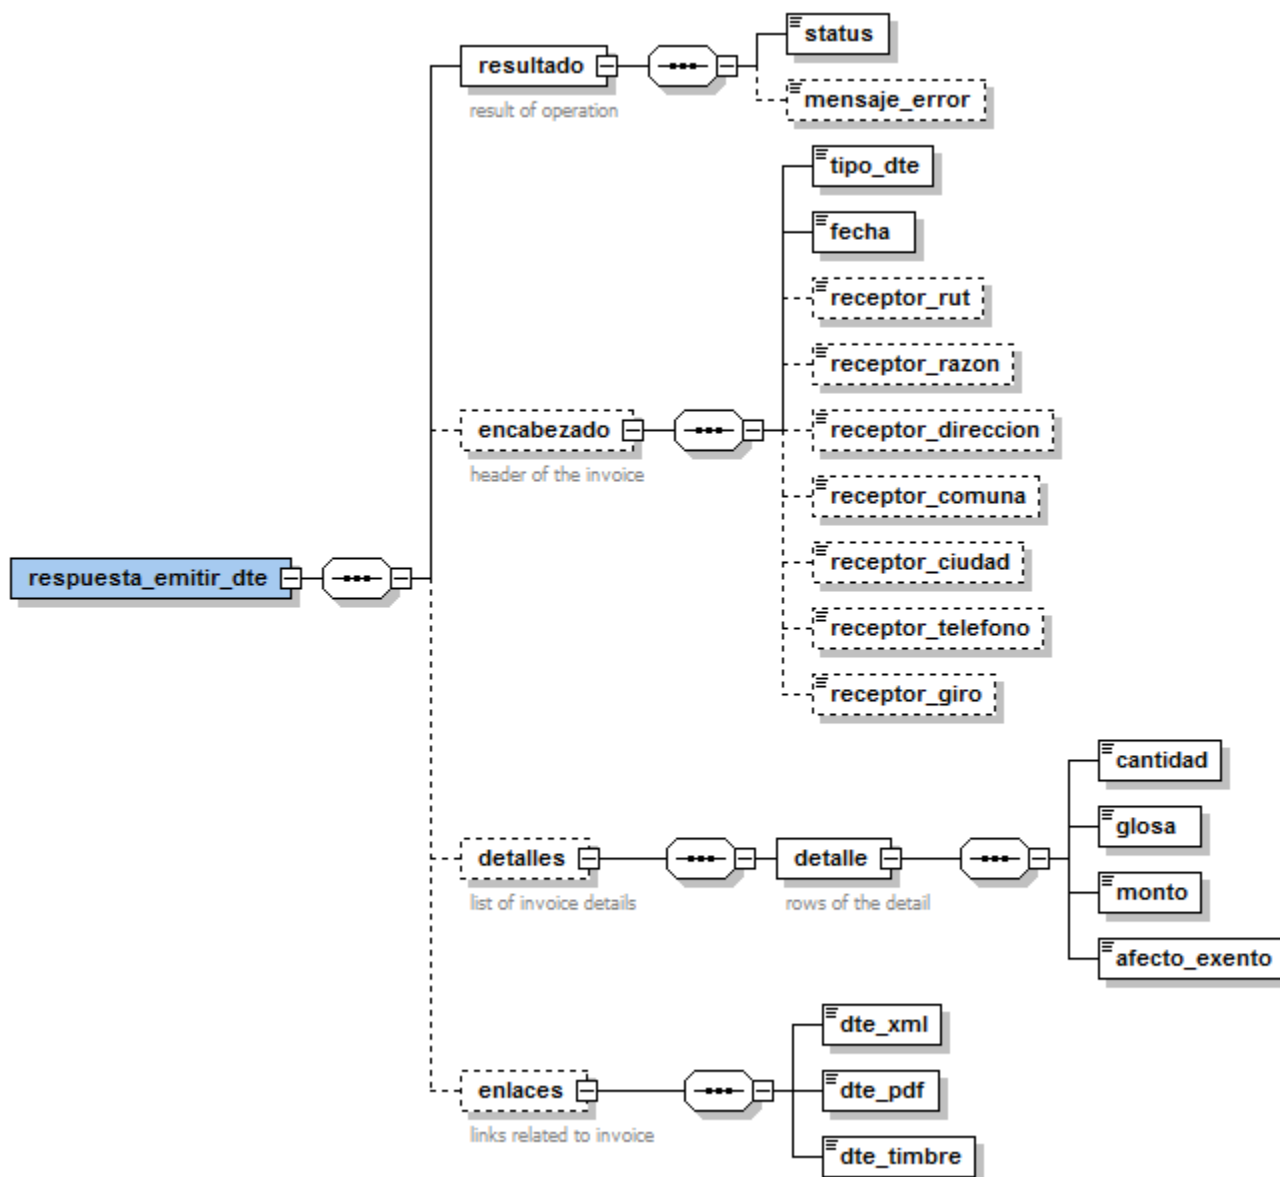 status
resultado
mensaje_error
result of operation
tipo_dte
fecha
receptor_rut
receptor_razon
encabezado
receptor_direccion
header of the invoice
receptor_comuna
receptor_ciudad
respuesta_emitir_dte
receptor_telefono
receptor_giro
cantidad
glosa
detalles
detalle
list of invoice details
rows of the detail
monto
afecto_exento
dte_xml
enlaces
dte_pdf
links related to invoice
dte_timbre